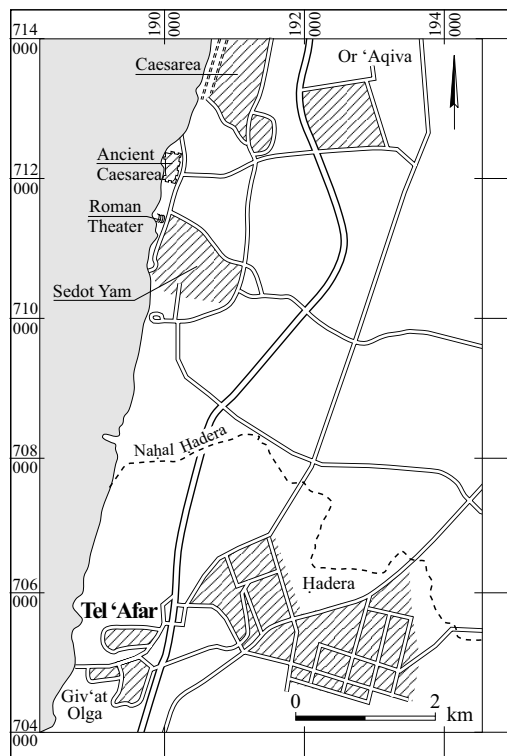 190
000
192
000
194
000
714
000
Caesarea
Or ‘Aqiva
Ancient
Caesarea
712
000
Roman
Theater
Sedot Yam
710
000
Nahal Hadera
708
000
Hadera
706
000
Tel ‘Afar
Giv‘at
Olga
0
2
km
704
000